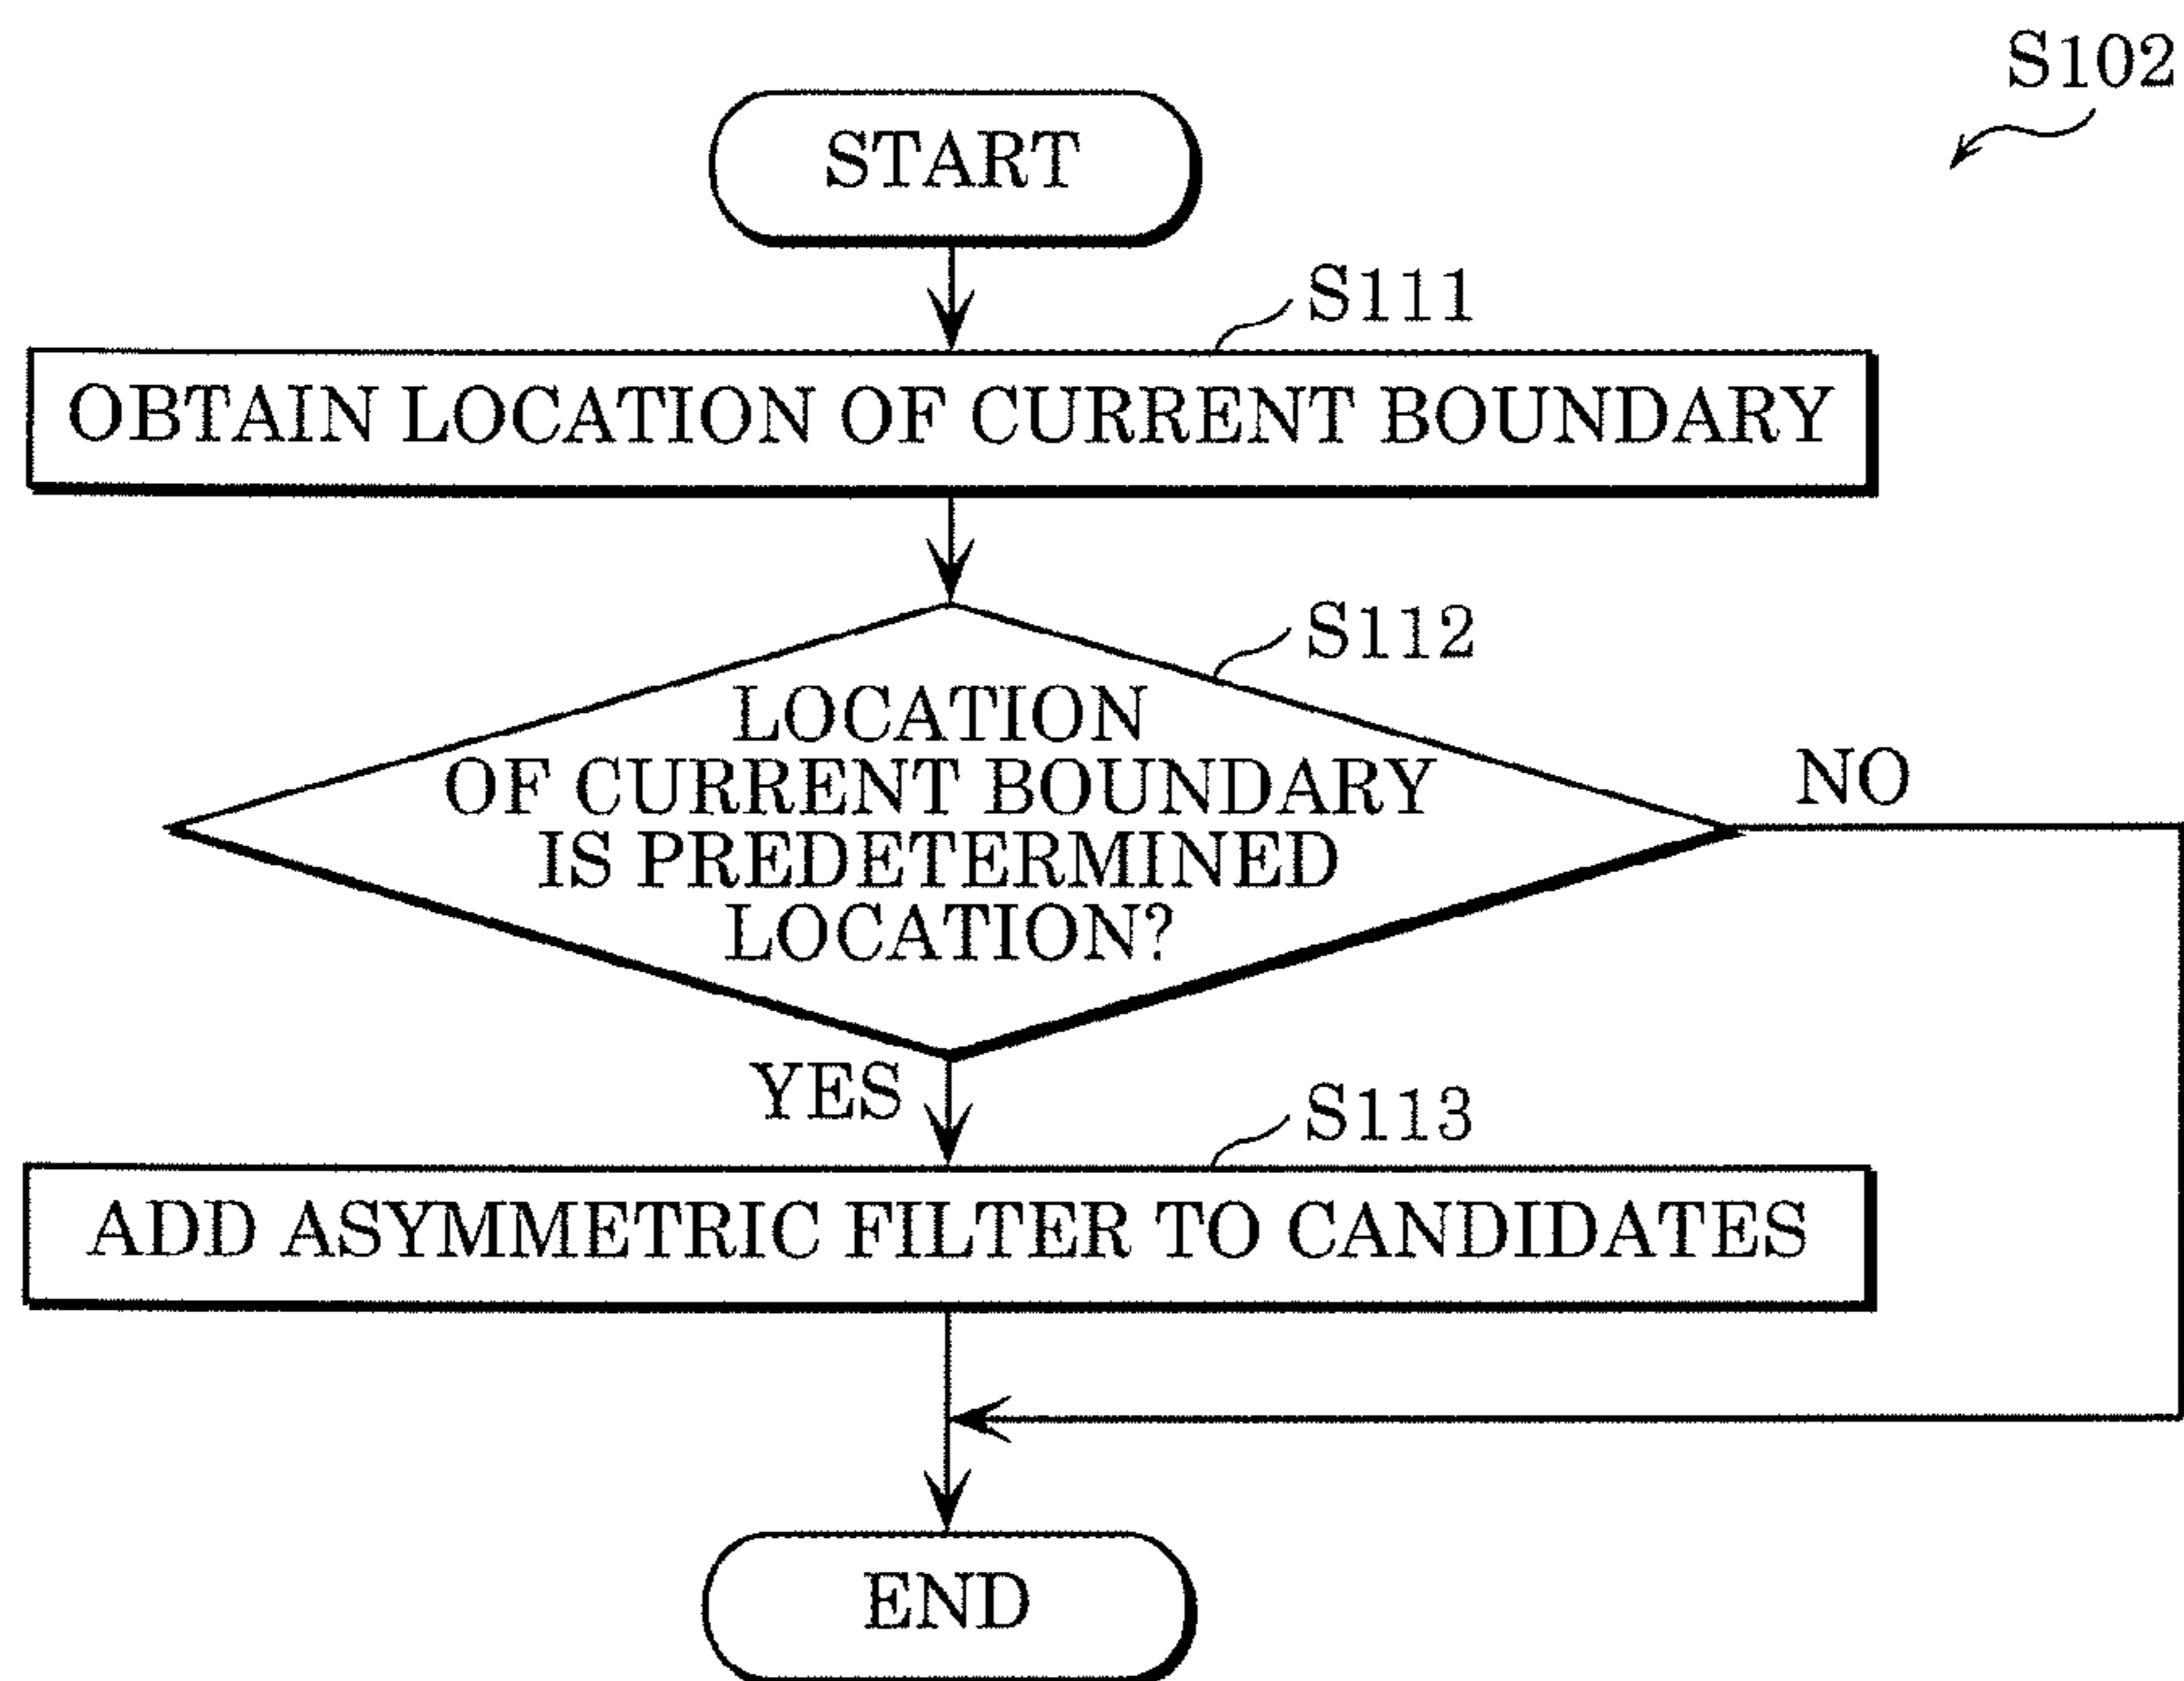 S102
START
S111
OBTAIN LOCATION OF CURRENT BOUNDARY
S112
LOCATION
OF CURRENT BOUNDARY
IS PREDETERMINED
LOCATION?
NO
YES
S113
ADD ASYMMETRIC FILTER TO CANDIDATES
END